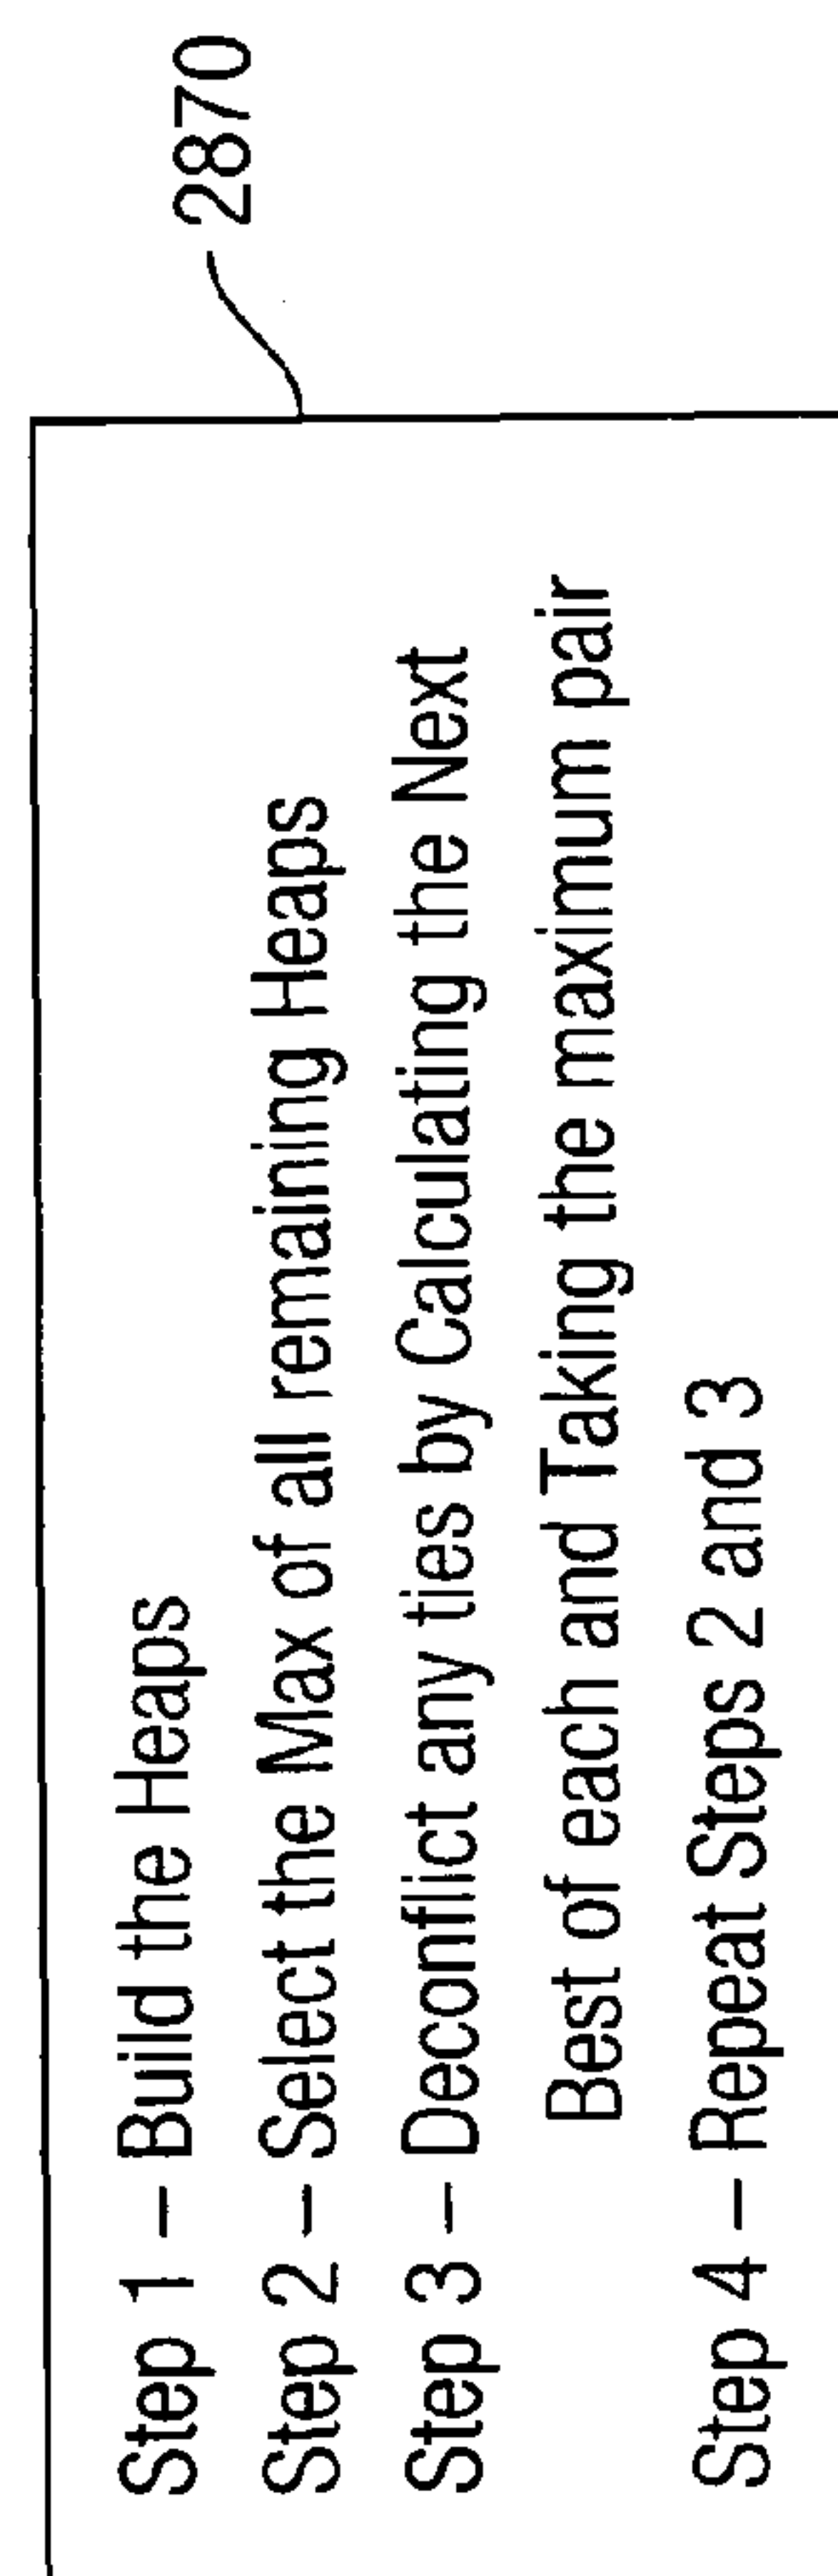 2870
Step 1 – Build the Heaps
Step 2 – Select the Max of all remaining Heaps
Step 3 – Deconflict any ties by Calculating the Next
Best of each and Taking the maximum pair
Step 4 – Repeat Steps 2 and 3